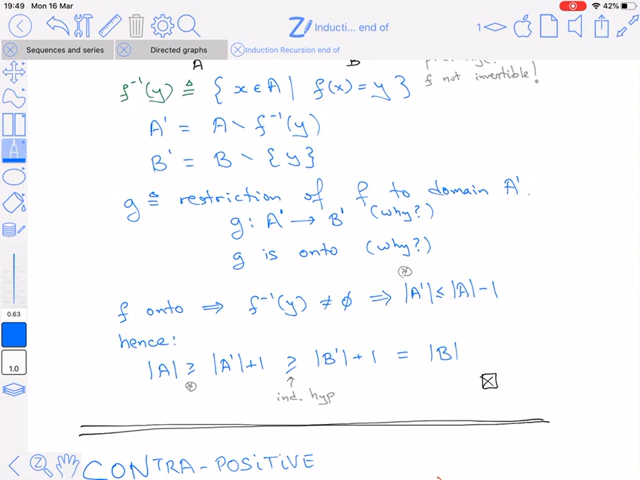 19:49 Mon 16 Mar
42%
Inducti... end of
1
Sequences and series
Directed graphs
Induction Recursion end of
A B
f not invertible!
f⁻¹(y) ≜ { x ∈ A | f(x) = y }
A' = A \ f⁻¹(y)
B' = B \ { y }
g ≜ restriction of f to domain A'.
g : A' → B' (why?)
g is onto (why?)
*
f onto ⟹ f⁻¹(y) ≠ ∅ ⟹ |A'| ≤ |A| - 1
hence:
|A| ≥ |A'| + 1 ≥ |B'| + 1 = |B|
*
ind. hyp
0.63
1.0
CONTRA-POSITIVE